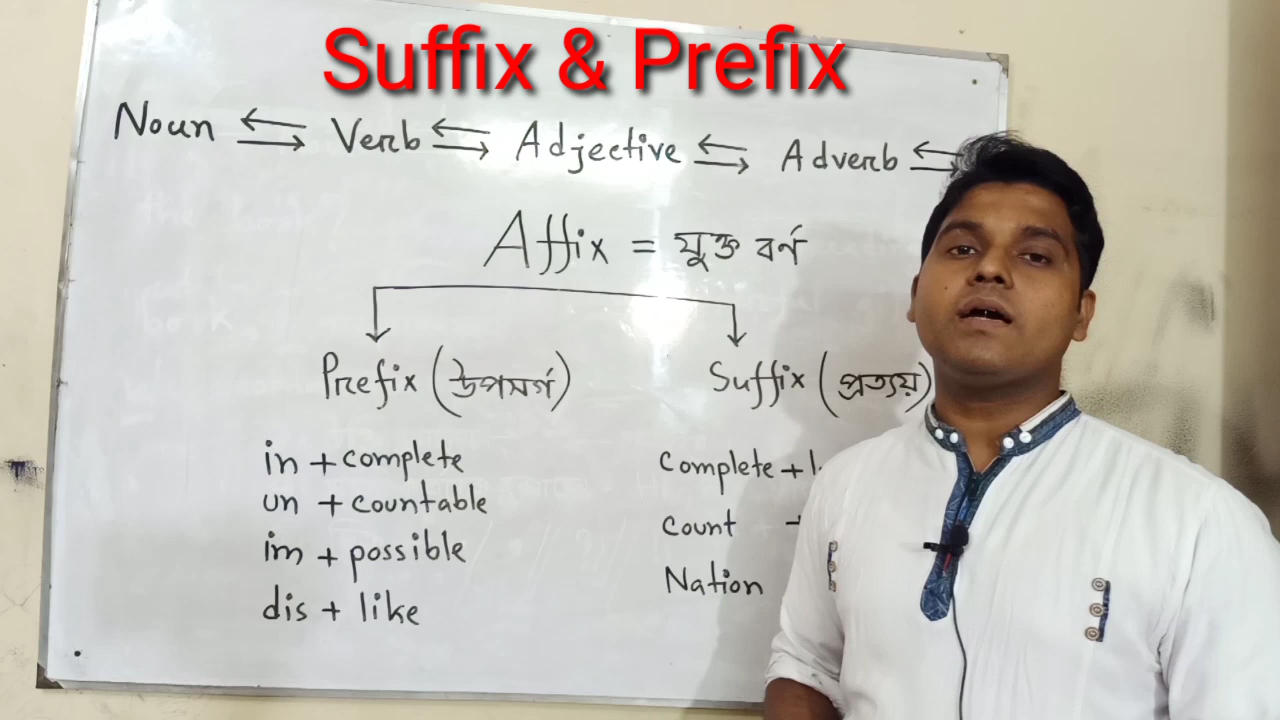 Suffix & Prefix
Noun ⇄ Verb ⇄ Adjective ⇄ Adverb ⇄
Affix = যুক্ত বর্ণ
Prefix (উপসর্গ) Suffix (প্রত্যয়)
in + complete complete +
un + countable count +
im + possible Nation
dis + like